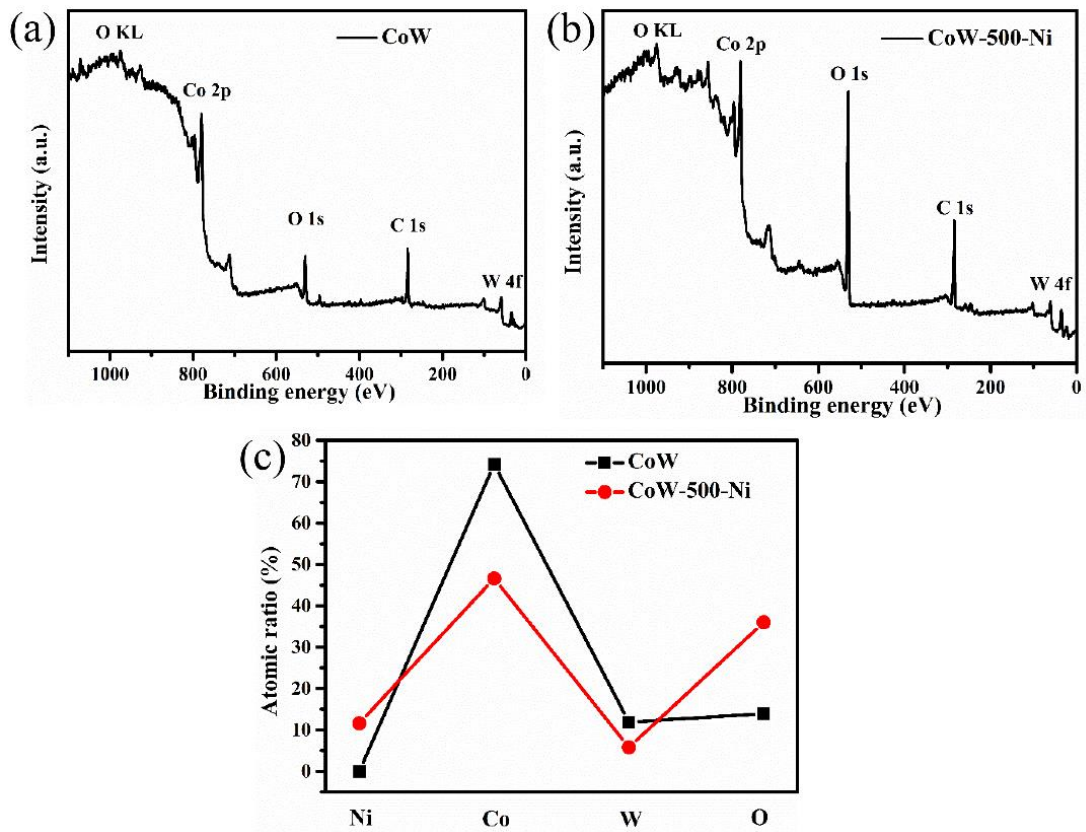 (a)
CoW
O KL
Co 2p
O 1s
C 1s
W 4f
Intensity (a.u.)
1000 800 600 400 200 0
Binding energy (eV)
(b)
CoW-500-Ni
O KL
Co 2p
O 1s
C 1s
W 4f
Intensity (a.u.)
1000 800 600 400 200 0
Binding energy (eV)
(c)
CoW
CoW-500-Ni
Atomic ratio (%)
80
70
60
50
40
30
20
10
0
Ni Co W O